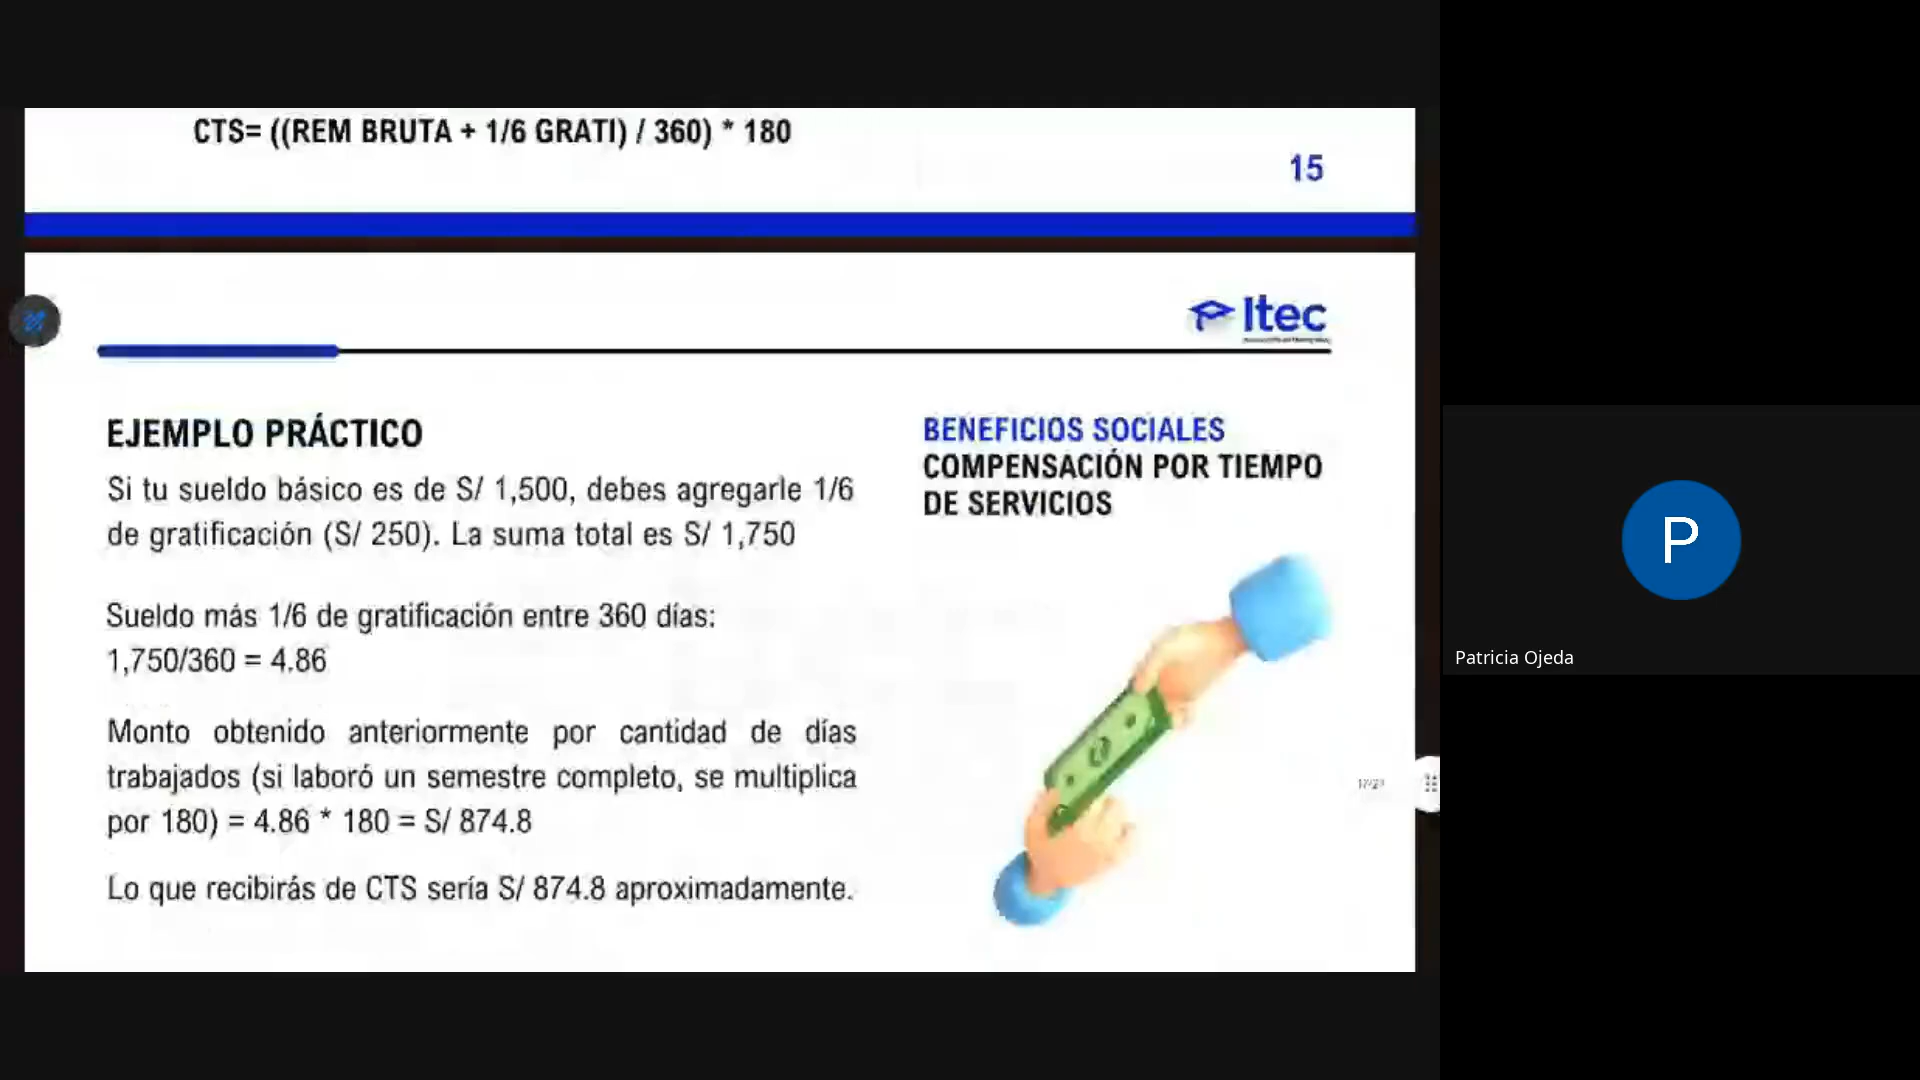 CTS= ((REM BRUTA + 1/6 GRATI) / 360) * 180
15
Itec
EJEMPLO PRÁCTICO
Si tu sueldo básico es de S/ 1,500, debes agregarle 1/6
de gratificación (S/ 250). La suma total es S/ 1,750
Sueldo más 1/6 de gratificación entre 360 días:
1,750/360 = 4.86
Monto obtenido anteriormente por cantidad de días
trabajados (si laboró un semestre completo, se multiplica
por 180) = 4.86 * 180 = S/ 874.8
Lo que recibirás de CTS sería S/ 874.8 aproximadamente.
BENEFICIOS SOCIALES
COMPENSACIÓN POR TIEMPO
DE SERVICIOS
P
Patricia Ojeda